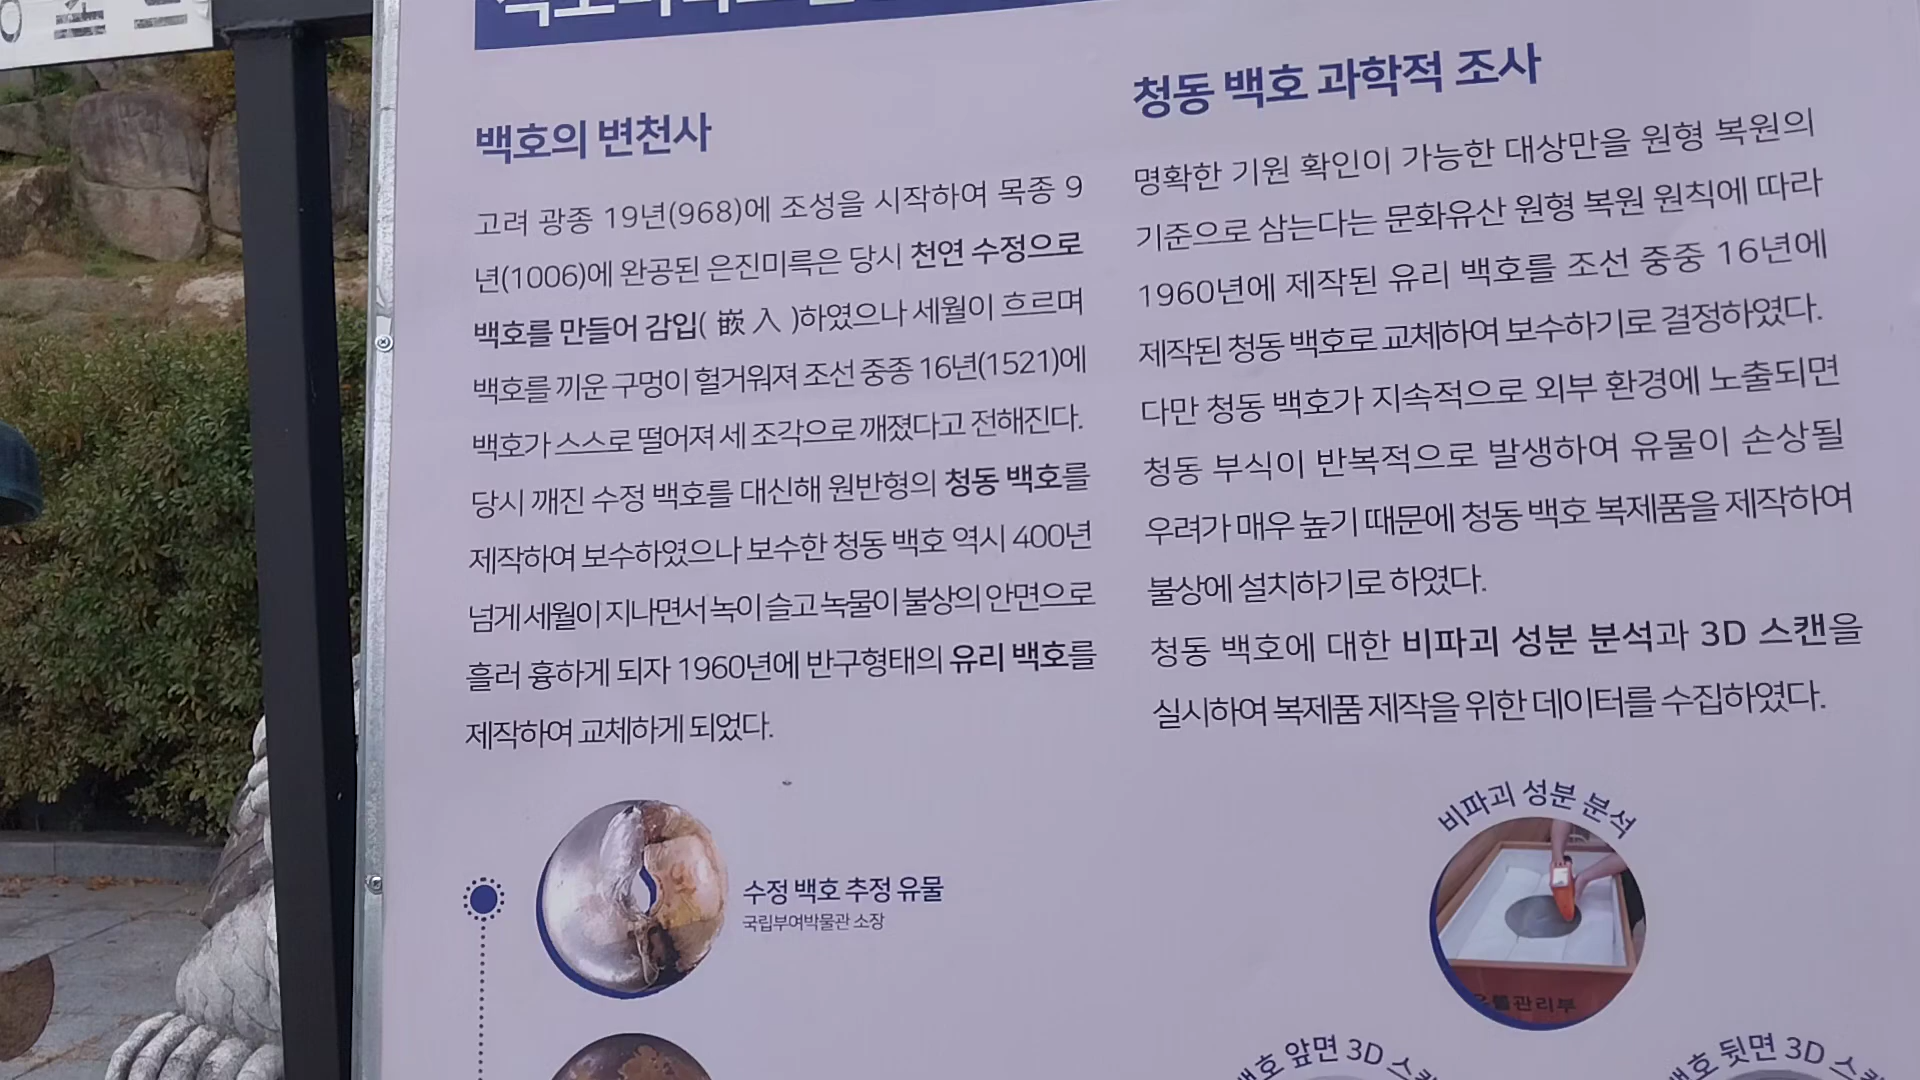 백호의 변천사
고려 광종 19년(968)에 조성을 시작하여 목종 9
년(1006)에 완공된 은진미륵은 당시 천연 수정으로
백호를 만들어 감입( 嵌 入 )하였으나 세월이 흐르며
백호를 끼운 구멍이 헐거워져 조선 중종 16년(1521)에
백호가 스스로 떨어져 세 조각으로 깨졌다고 전해진다.
당시 깨진 수정 백호를 대신해 원반형의 청동 백호를
제작하여 보수하였으나 보수한 청동 백호 역시 400년
넘게 세월이 지나면서 녹이 슬고 녹물이 불상의 안면으로
흘러 흉하게 되자 1960년에 반구형태의 유리 백호를
제작하여 교체하게 되었다.
수정 백호 추정 유물
국립부여박물관 소장
청동 백호 과학적 조사
명확한 기원 확인이 가능한 대상만을 원형 복원의
기준으로 삼는다는 문화유산 원형 복원 원칙에 따라
1960년에 제작된 유리 백호를 조선 중중 16년에
제작된 청동 백호로 교체하여 보수하기로 결정하였다.
다만 청동 백호가 지속적으로 외부 환경에 노출되면
청동 부식이 반복적으로 발생하여 유물이 손상될
우려가 매우 높기 때문에 청동 백호 복제품을 제작하여
불상에 설치하기로 하였다.
청동 백호에 대한 비파괴 성분 분석과 3D 스캔을
실시하여 복제품 제작을 위한 데이터를 수집하였다.
비파괴 성분 분석
앞면 3D
뒷면 3D